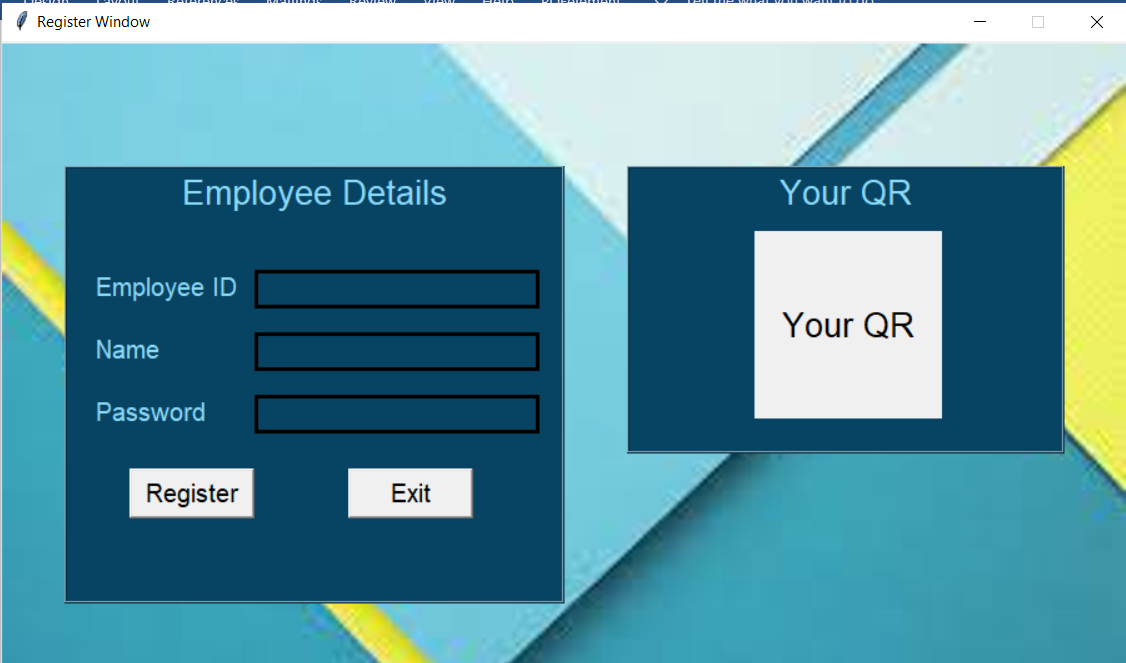 Register Window
Employee Details
Employee ID
Name
Password
Register
Exit
Your QR
Your QR